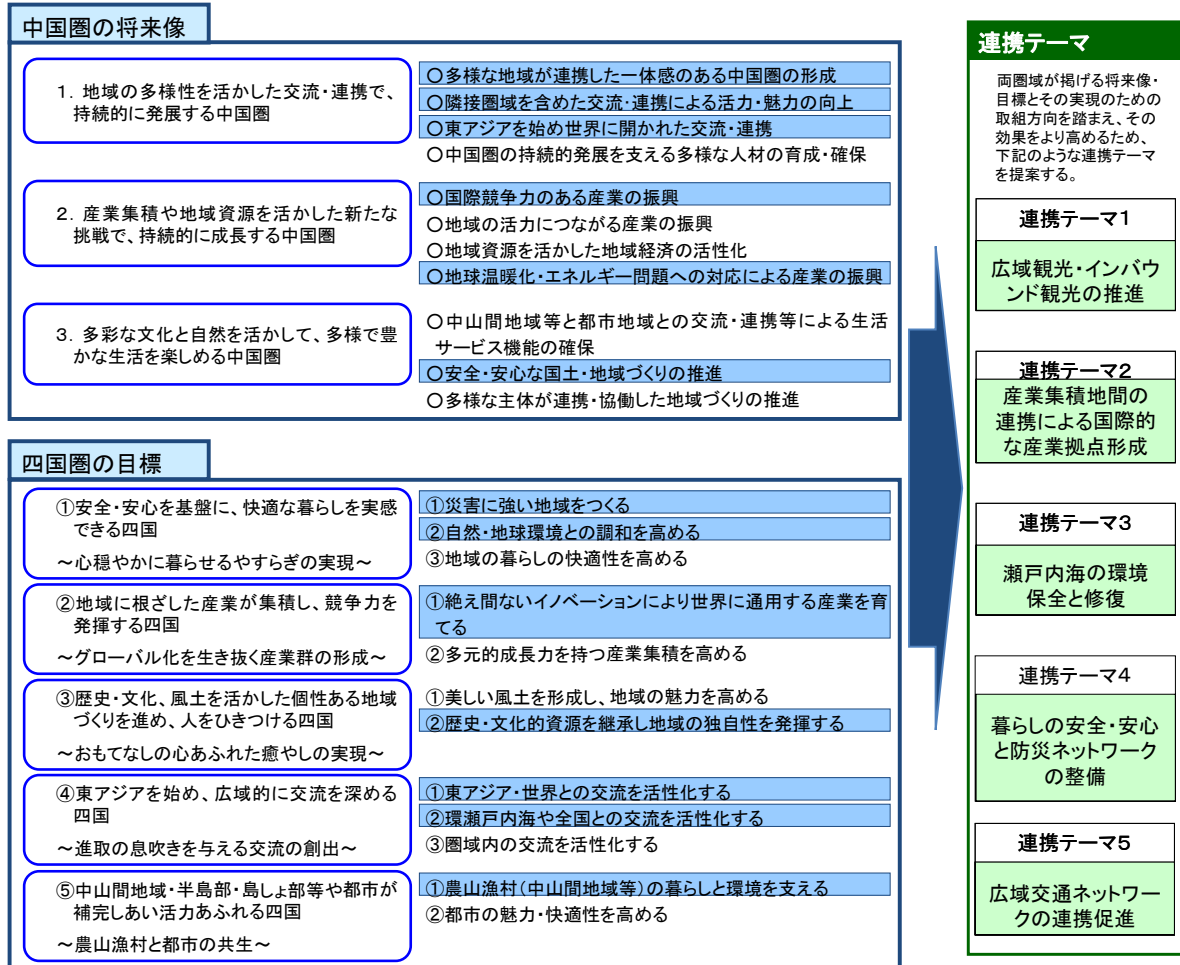 中国圏の将来像
1．地域の多様性を活かした交流・連携で、
持続的に発展する中国圏
○多様な地域が連携した一体感のある中国圏の形成
○隣接圏域を含めた交流・連携による活力・魅力の向上
○東アジアを始め世界に開かれた交流・連携
○中国圏の持続的発展を支える多様な人材の育成・確保
2．産業集積や地域資源を活かした新たな
挑戦で、持続的に成長する中国圏
○国際競争力のある産業の振興
○地域の活力につながる産業の振興
○地域資源を活かした地域経済の活性化
○地球温暖化・エネルギー問題への対応による産業の振興
3．多彩な文化と自然を活かして、多様で豊
かな生活を楽しめる中国圏
○中山間地域等と都市地域との交流・連携等による生活
サービス機能の確保
○安全・安心な国土・地域づくりの推進
○多様な主体が連携・協働した地域づくりの推進
四国圏の目標
①安全・安心を基盤に、快適な暮らしを実感
できる四国
～心穏やかに暮らせるやすらぎの実現～
①災害に強い地域をつくる
②自然・地球環境との調和を高める
③地域の暮らしの快適性を高める
②地域に根ざした産業が集積し、競争力を
発揮する四国
～グローバル化を生き抜く産業群の形成～
①絶え間ないイノベーションにより世界に通用する産業を育
てる
②多元的成長力を持つ産業集積を高める
③歴史・文化、風土を活かした個性ある地域
づくりを進め、人をひきつける四国
～おもてなしの心あふれた癒やしの実現～
①美しい風土を形成し、地域の魅力を高める
②歴史・文化的資源を継承し地域の独自性を発揮する
④東アジアを始め、広域的に交流を深める
四国
～進取の息吹きを与える交流の創出～
①東アジア・世界との交流を活性化する
②環瀬戸内海や全国との交流を活性化する
③圏域内の交流を活性化する
⑤中山間地域・半島部・島しょ部等や都市が
補完しあい活力あふれる四国
～農山漁村と都市の共生～
①農山漁村（中山間地域等）の暮らしと環境を支える
②都市の魅力・快適性を高める
連携テーマ
両圏域が掲げる将来像・
目標とその実現のための
取組方向を踏まえ、その
効果をより高めるため、
下記のような連携テーマ
を提案する。
連携テーマ1
広域観光・インバウ
ンド観光の推進
連携テーマ2
産業集積地間の
連携による国際的
な産業拠点形成
連携テーマ3
瀬戸内海の環境
保全と修復
連携テーマ4
暮らしの安全・安心
と防災ネットワーク
の整備
連携テーマ5
広域交通ネットワー
クの連携促進